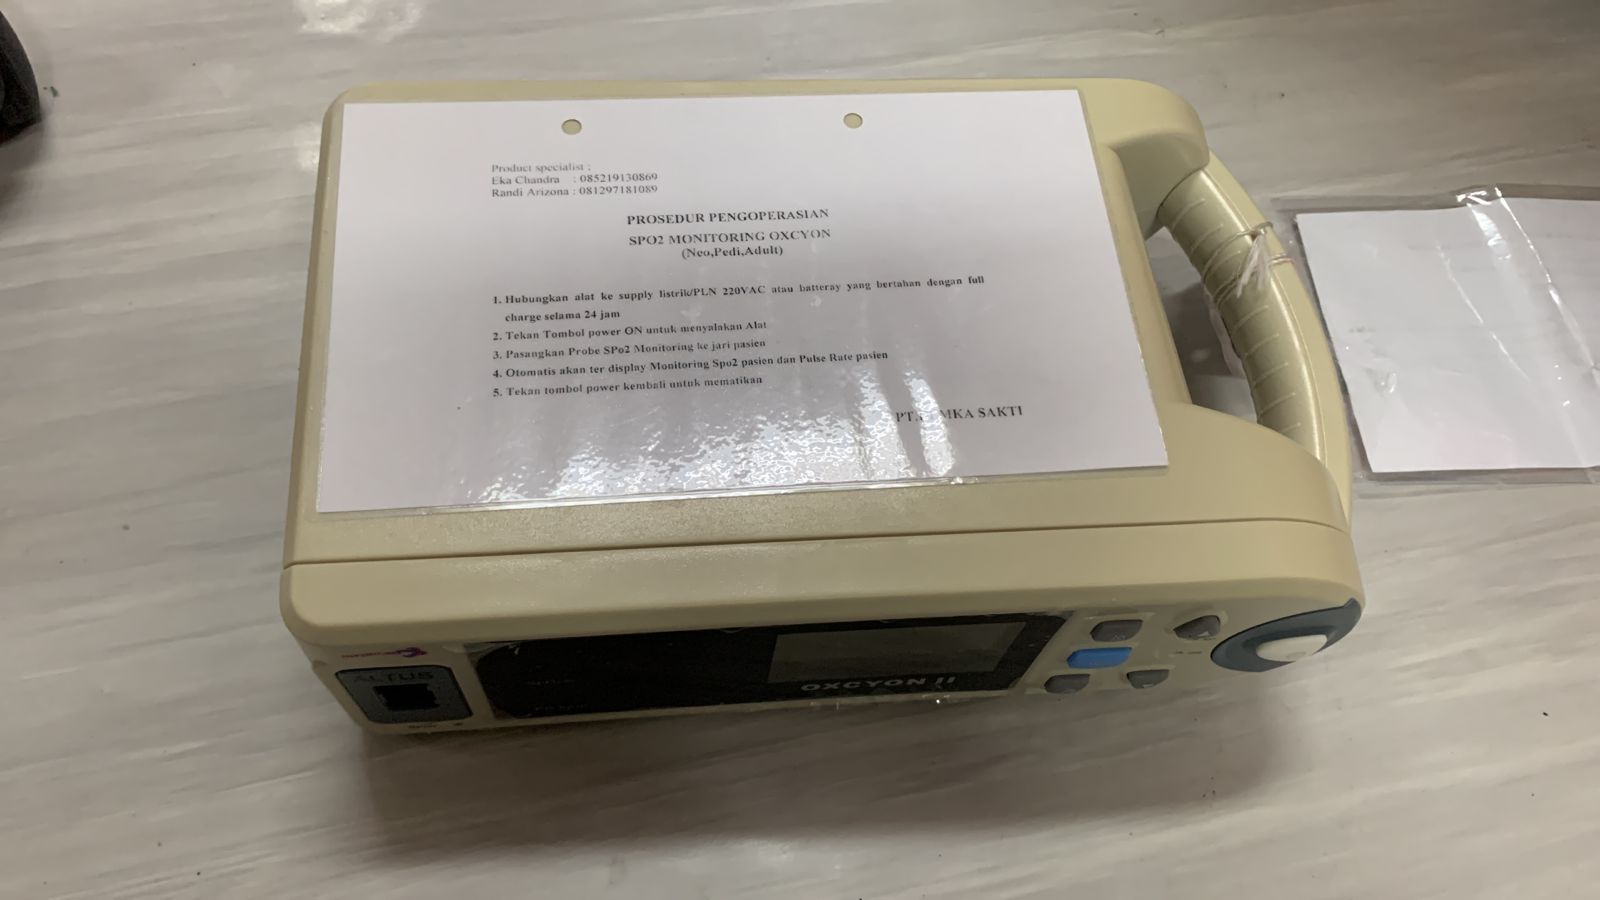 Product specialist :
Eka Chandra : 085219130869
Randi Arizona : 081297181089
PROSEDUR PENGOPERASIAN
SPO2 MONITORING OXCYON
(Neo,Pedi,Adult)
1. Hubungkan alat ke supply listrik/PLN 220VAC atau batteray yang bertahan dengan full
charge selama 24 jam
2. Tekan Tombol power ON untuk menyalakan Alat
3. Pasangkan Probe SPo2 Monitoring ke jari pasien
4. Otomatis akan ter display Monitoring Spo2 pasien dan Pulse Rate pasien
5. Tekan tombol power kembali untuk mematikan
PT. SAKTI
ALTUS
OXCYON II